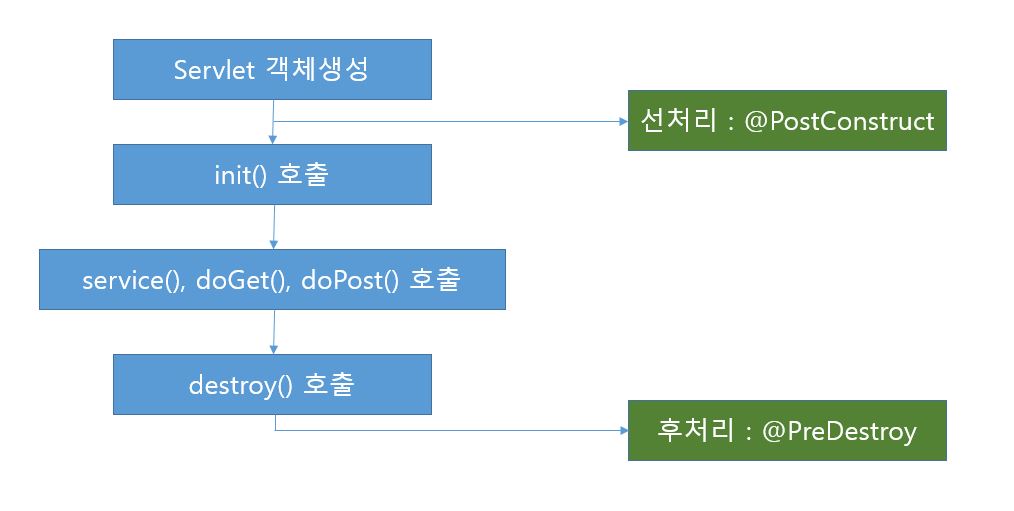 Servlet 객체생성
선처리 : @PostConstruct
init() 호출
service(), doGet(), doPost() 호출
destroy() 호출
후처리 : @PreDestroy